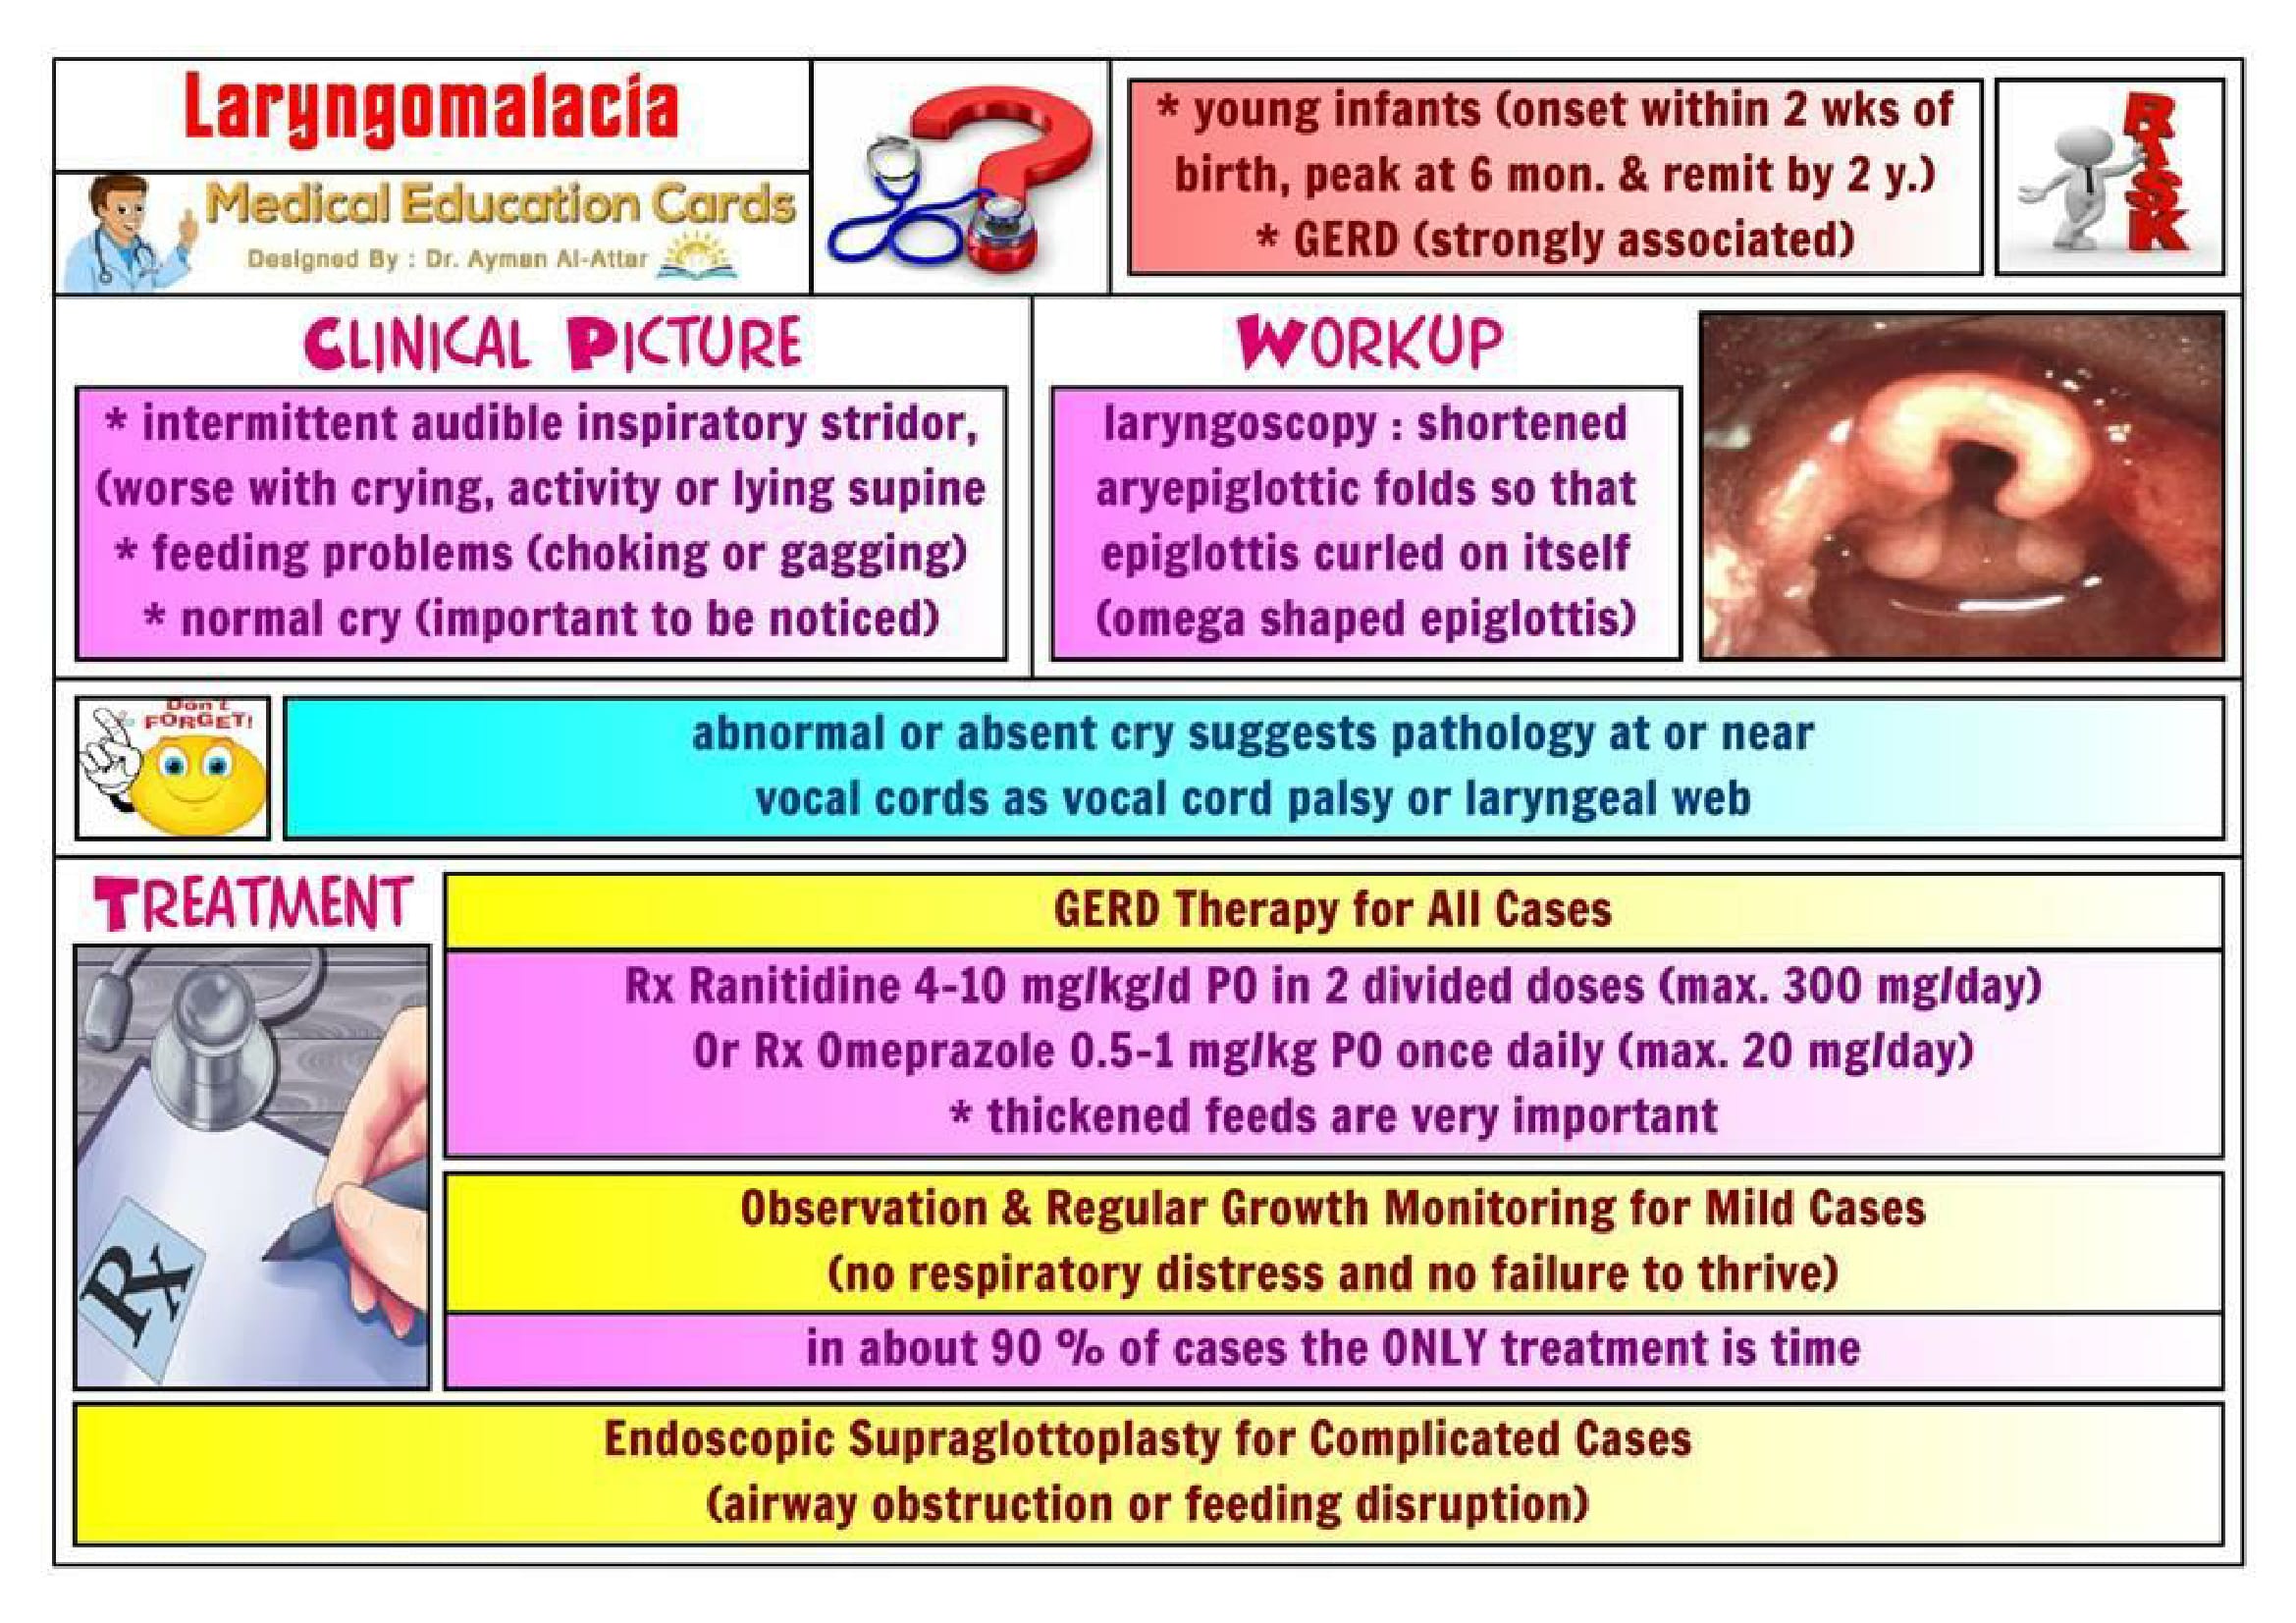 Laryngomalacia
Medical Education Cards
Designed By : Dr. Ayman Al-Attar
* young infants (onset within 2 wks of
birth, peak at 6 mon. & remit by 2 y.)
* GERD (strongly associated)
RISK
CLINICAL PICTURE
* intermittent audible inspiratory stridor,
(worse with crying, activity or lying supine
* feeding problems (choking or gagging)
* normal cry (important to be noticed)
WORKUP
laryngoscopy : shortened
aryepiglottic folds so that
epiglottis curled on itself
(omega shaped epiglottis)
Don't
FORGET!
abnormal or absent cry suggests pathology at or near
vocal cords as vocal cord palsy or laryngeal web
TREATMENT
Rx
GERD Therapy for All Cases
Rx Ranitidine 4-10 mg/kg/d PO in 2 divided doses (max. 300 mg/day)
Or Rx Omeprazole 0.5-1 mg/kg PO once daily (max. 20 mg/day)
* thickened feeds are very important
Observation & Regular Growth Monitoring for Mild Cases
(no respiratory distress and no failure to thrive)
in about 90 % of cases the ONLY treatment is time
Endoscopic Supraglottoplasty for Complicated Cases
(airway obstruction or feeding disruption)